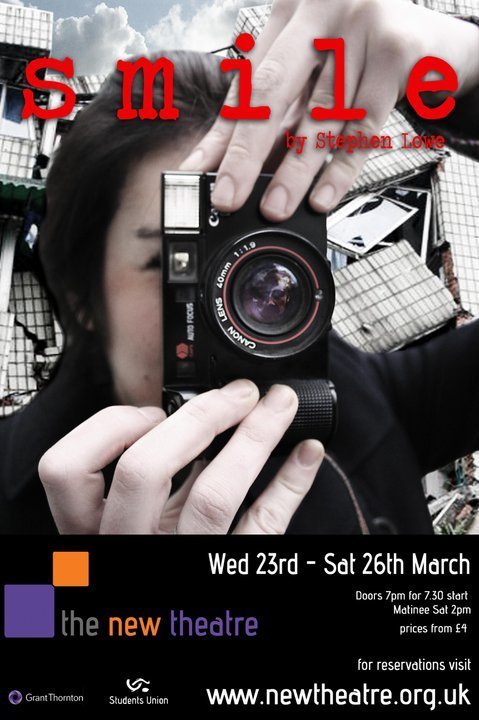 smile
by Stephen Lowe
40mm 1:1.9
CANON LENS
AUTO FOCUS
Wed 23rd - Sat 26th March
Doors 7pm for 7.30 start
Matinee Sat 2pm
prices from £4
the new theatre
for reservations visit
Grant Thornton
Students Union
www.newtheatre.org.uk